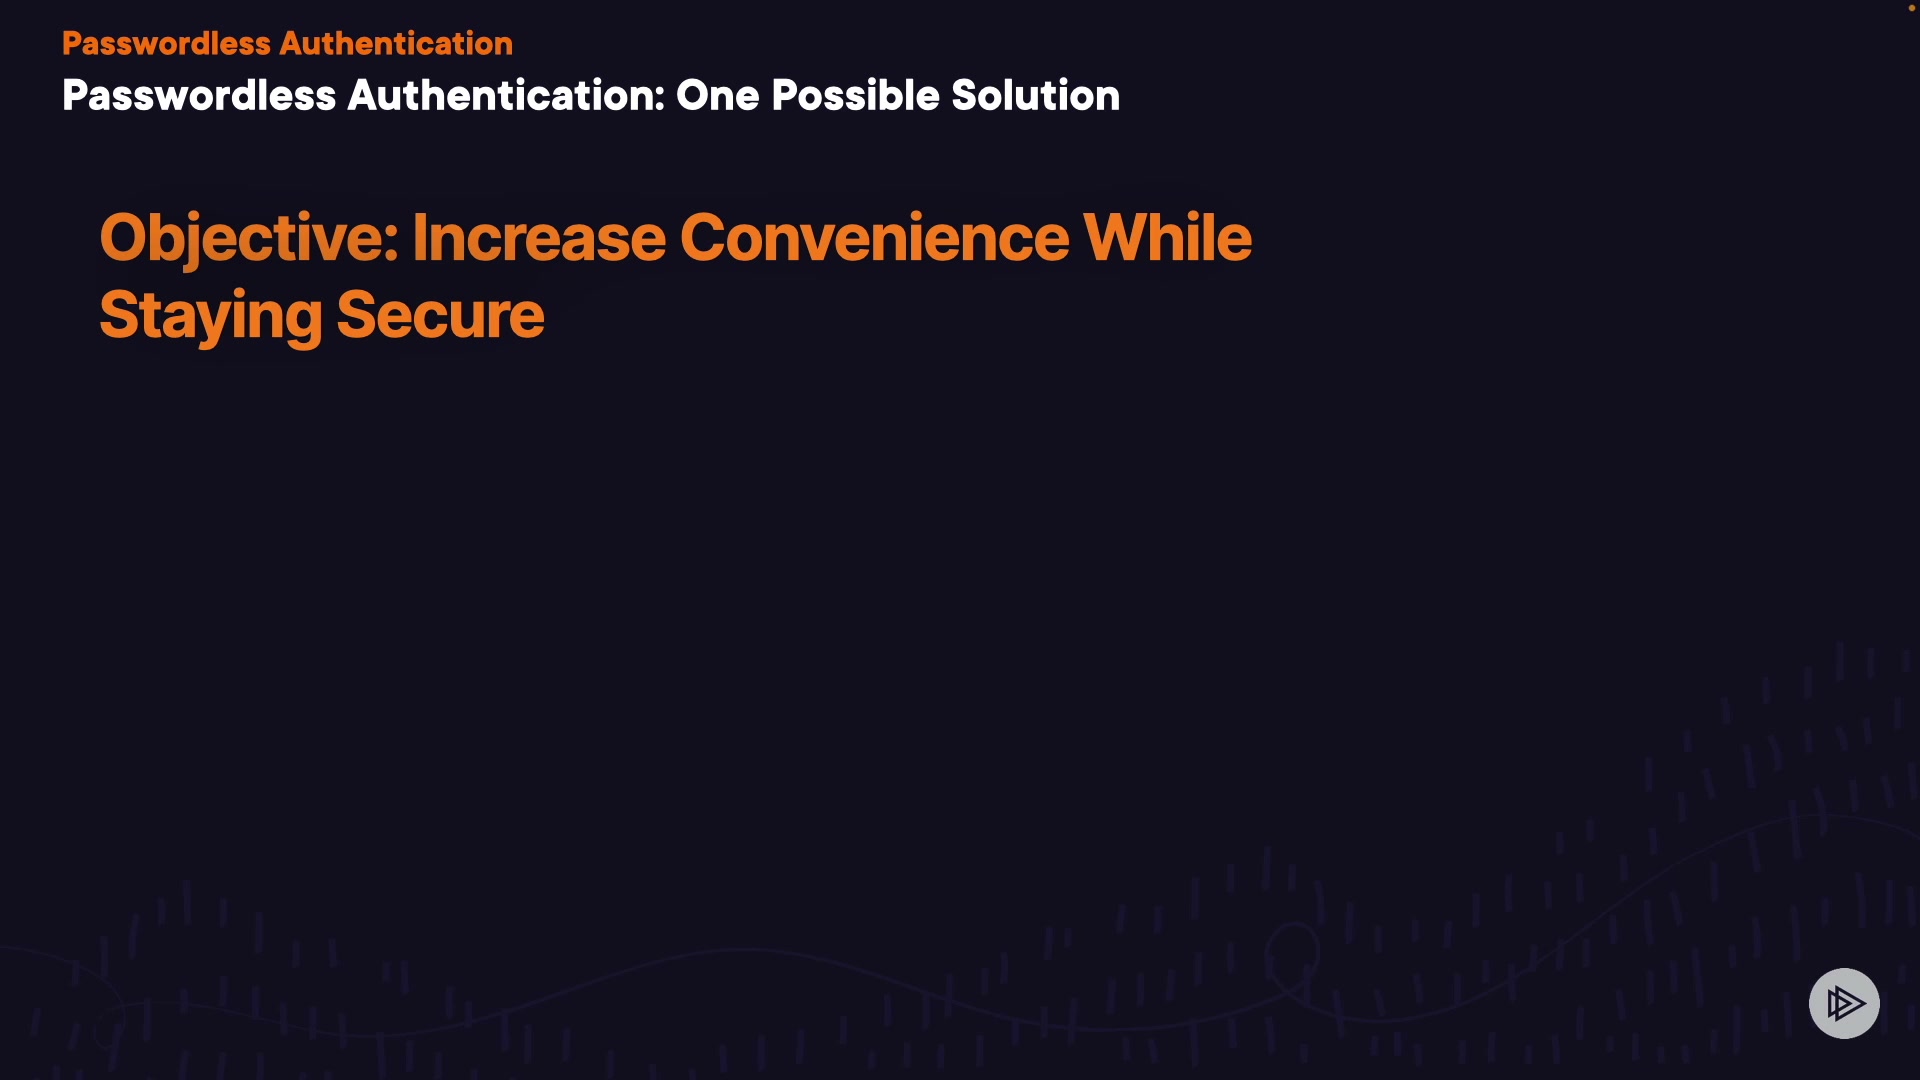 Passwordless Authentication
Passwordless Authentication: One Possible Solution
Objective: Increase Convenience While
Staying Secure